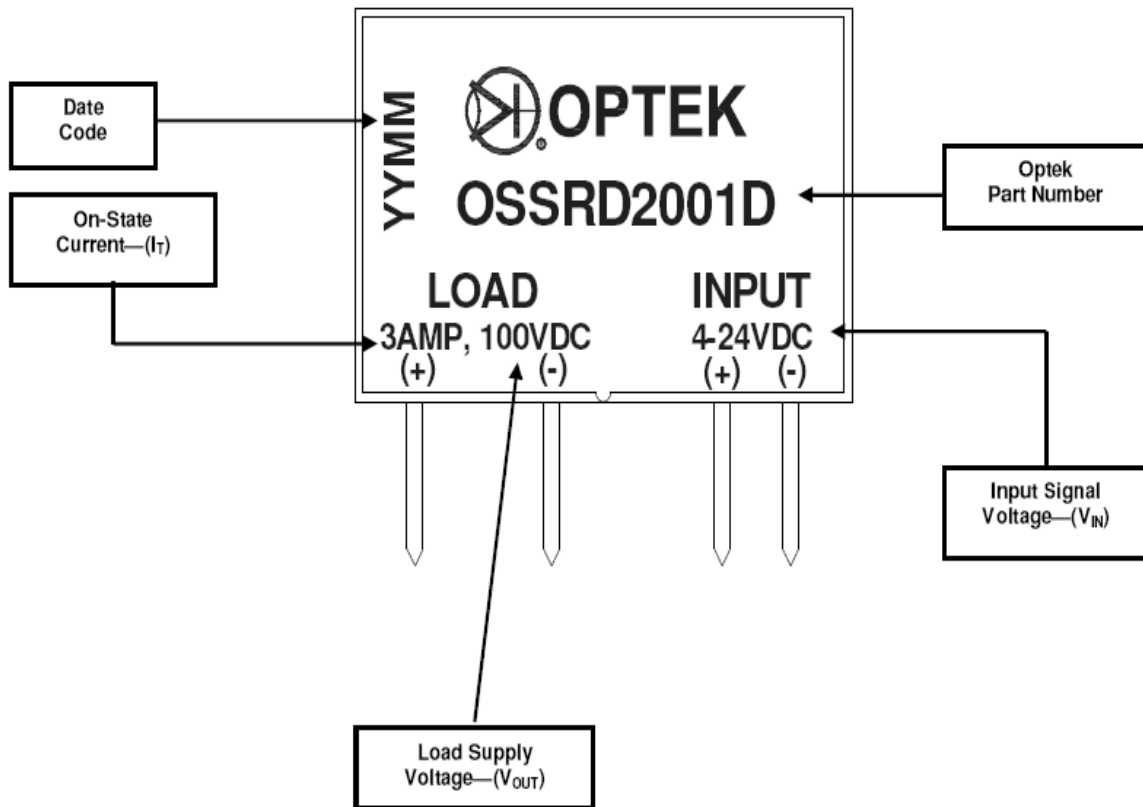 Date
Code
YYMM
OPTEK
®
OSSRD2001D
Optek
Part Number
On-State
Current—(IT)
LOAD
INPUT
3AMP, 100VDC
4-24VDC
(+)
(-)
(+)
(-)
Input Signal
Voltage—(VIN)
Load Supply
Voltage—(VOUT)